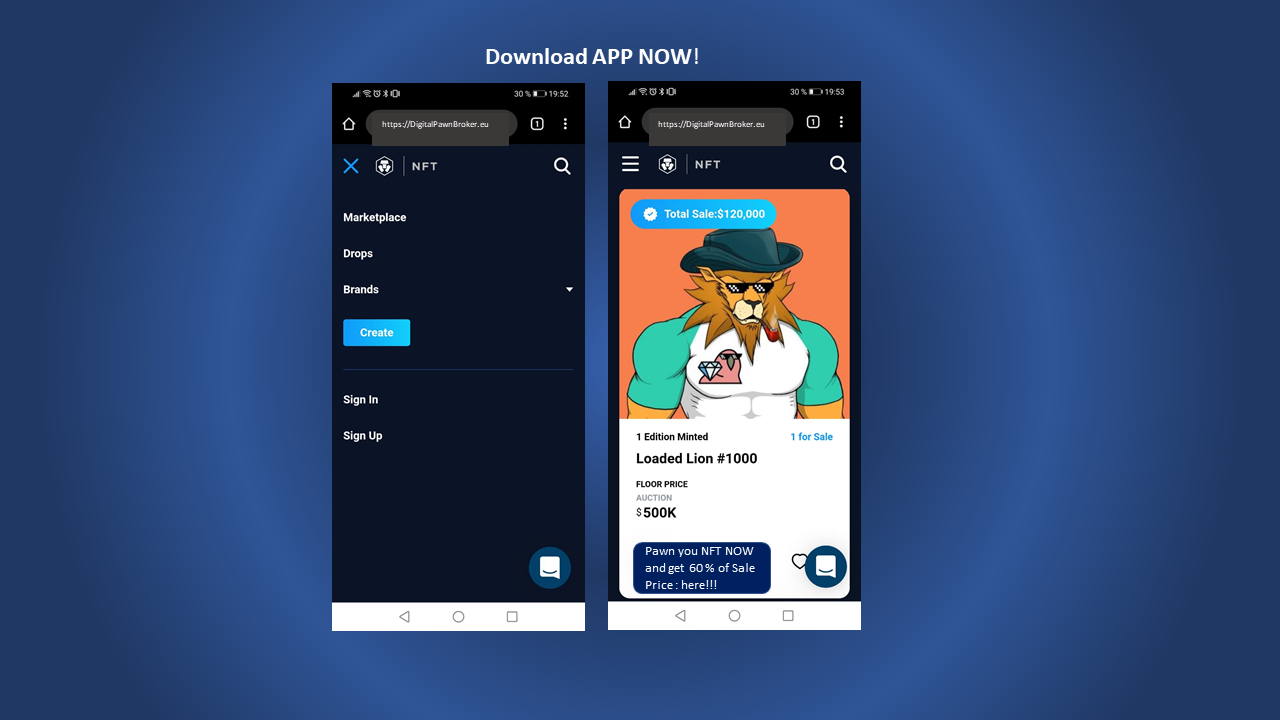 Download APP NOW!
30 % 19:52
https://DigitalPawnBroker.eu
1
NFT
Marketplace
Drops
Brands
Create
Sign In
Sign Up
30 % 19:53
https://DigitalPawnBroker.eu
1
NFT
Total Sale:$120,000
1 Edition Minted
1 for Sale
Loaded Lion #1000
FLOOR PRICE
AUCTION
$500K
Pawn you NFT NOW
and get 60 % of Sale
Price : here!!!